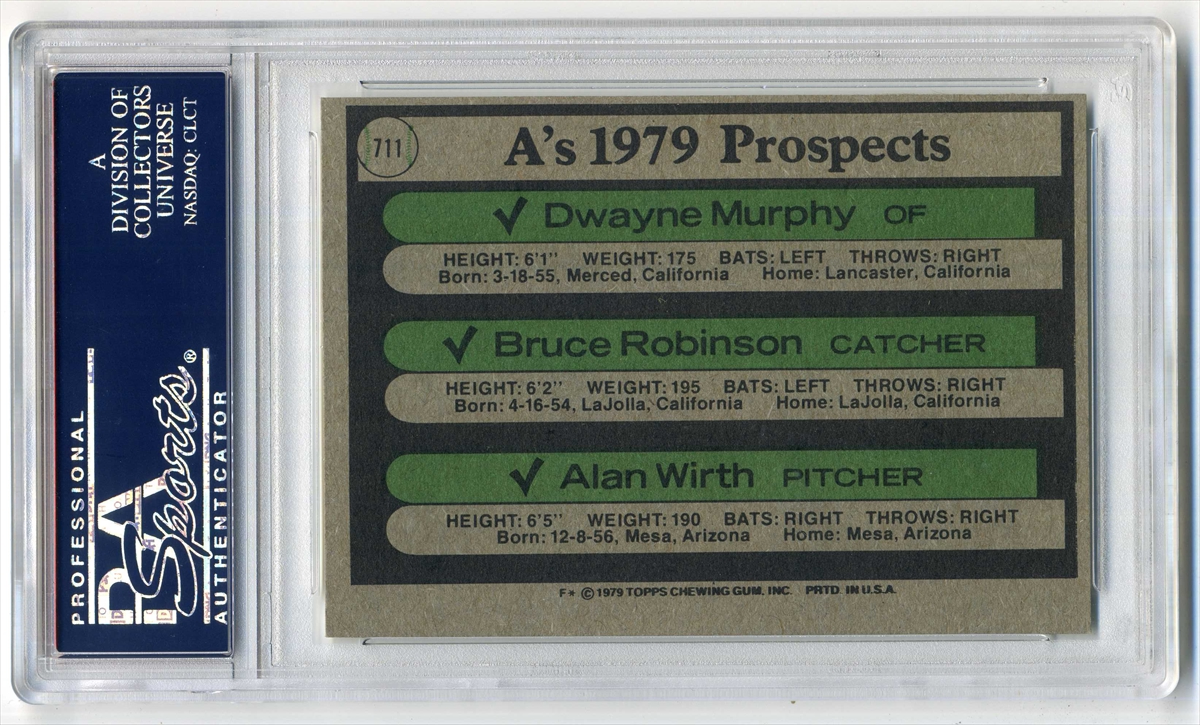 A
DIVISION OF
COLLECTORS
UNIVERSE
NASDAQ: CLCT
PROFESSIONAL
PSA
Sports®
AUTHENTICATOR
711
A's 1979 Prospects
✓ Dwayne Murphy OF
HEIGHT: 6'1" WEIGHT: 175 BATS: LEFT THROWS: RIGHT
Born: 3-18-55, Merced, California Home: Lancaster, California
✓ Bruce Robinson CATCHER
HEIGHT: 6'2" WEIGHT: 195 BATS: LEFT THROWS: RIGHT
Born: 4-16-54, LaJolla, California Home: LaJolla, California
✓ Alan Wirth PITCHER
HEIGHT: 6'5" WEIGHT: 190 BATS: RIGHT THROWS: RIGHT
Born: 12-8-56, Mesa, Arizona Home: Mesa, Arizona
F* © 1979 TOPPS CHEWING GUM, INC. PRTD. IN U.S.A.